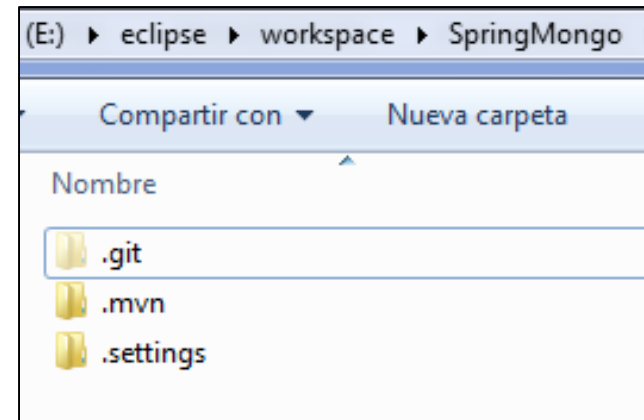 (E:) ▸ eclipse ▸ workspace ▸ SpringMongo
Compartir con ▾ Nueva carpeta
Nombre
.git
.mvn
.settings